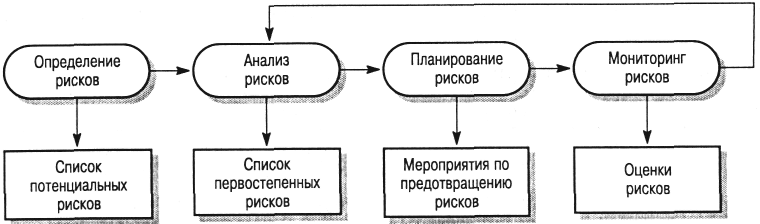 Определение
рисков
Анализ
рисков
Планирование
рисков
Мониторинг
рисков
Список
потенциальных
рисков
Список
первостепенных
рисков
Мероприятия по
предотвращению
рисков
Оценки
рисков